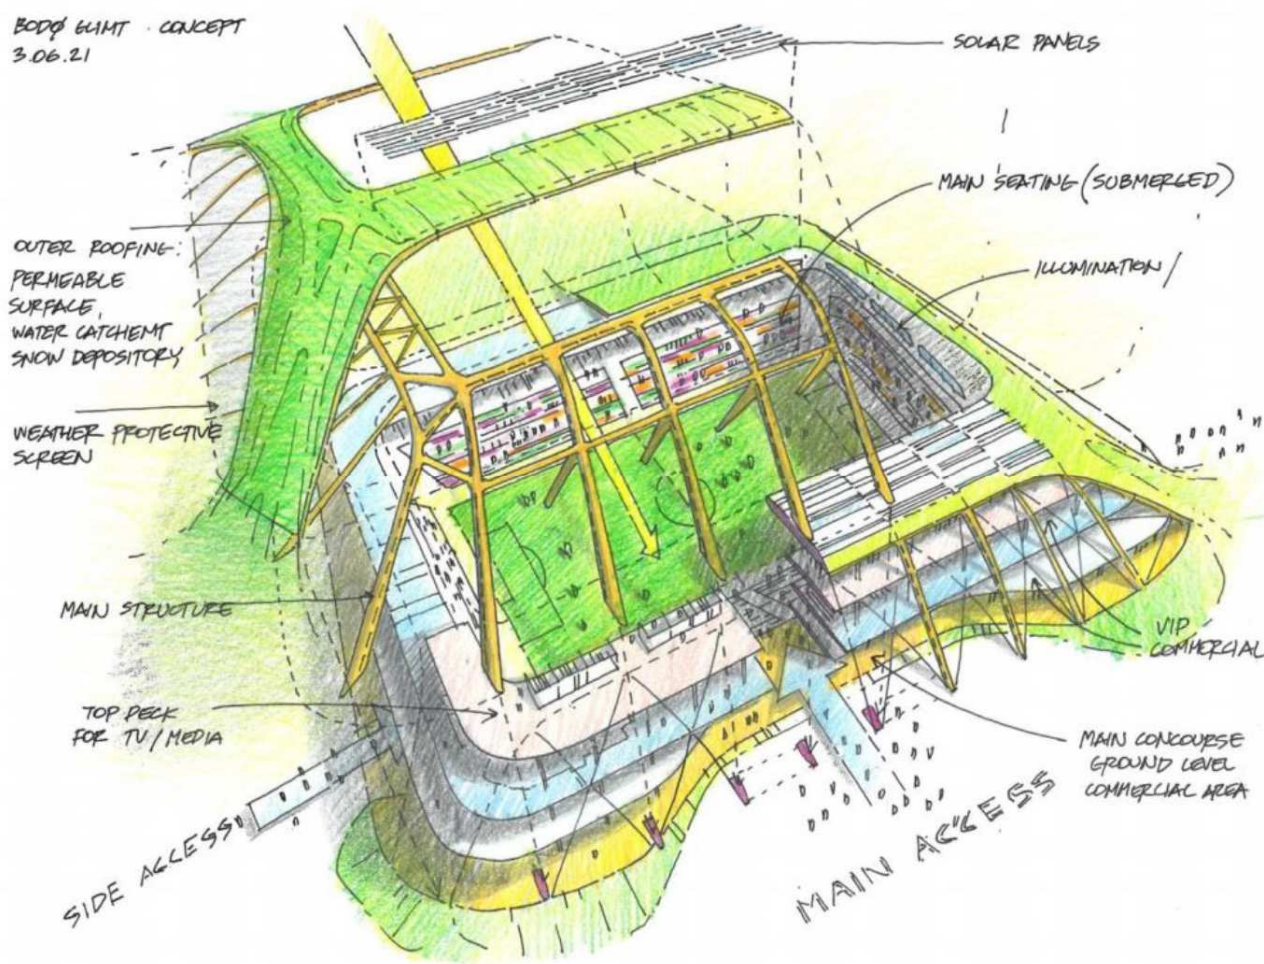 BODØ GLIMT . CONCEPT
3.06.21
SOLAR PANELS
MAIN SEATING (SUBMERGED)
ILLUMINATION
OUTER ROOFING:
PERMEABLE
SURFACE,
WATER CATCHEMT
SNOW DEPOSITORY
WEATHER PROTECTIVE
SCREEN
MAIN STRUCTURE
TOP DECK
FOR TV/MEDIA
VIP
COMMERCIAL
MAIN CONCOURSE
GROUND LEVEL
COMMERCIAL AREA
SIDE ACCESS
MAIN ACCESS